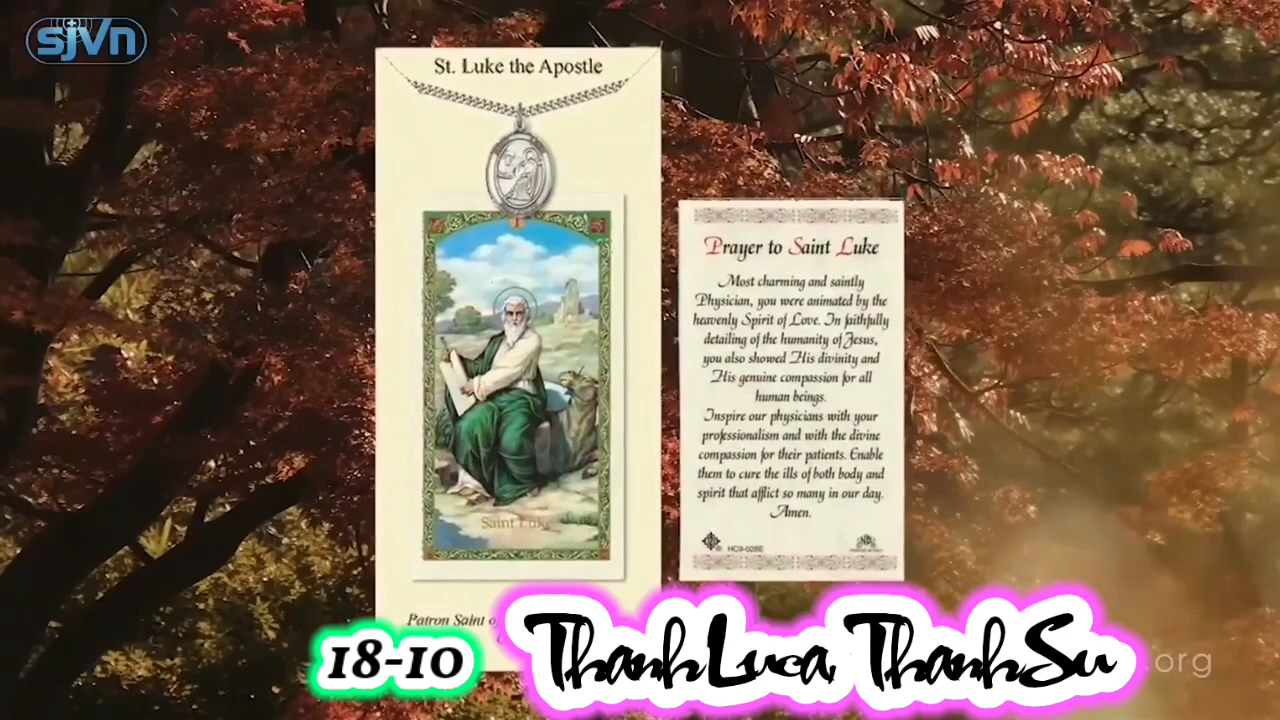 sjVn
St. Luke the Apostle
Saint Luke
Prayer to Saint Luke
Most charming and saintly
Physician, you were animated by the
heavenly Spirit of Love. In faithfully
detailing of the humanity of Jesus,
you also showed His divinity and
His genuine compassion for all
human beings.
Inspire our physicians with your
professionalism and with the divine
compassion for their patients. Enable
them to cure the ills of both body and
spirit that afflict so many in our day.
Amen.
HC9-028E
Patron Saint
18-10 Thanh Luca, Thanh Su
.org